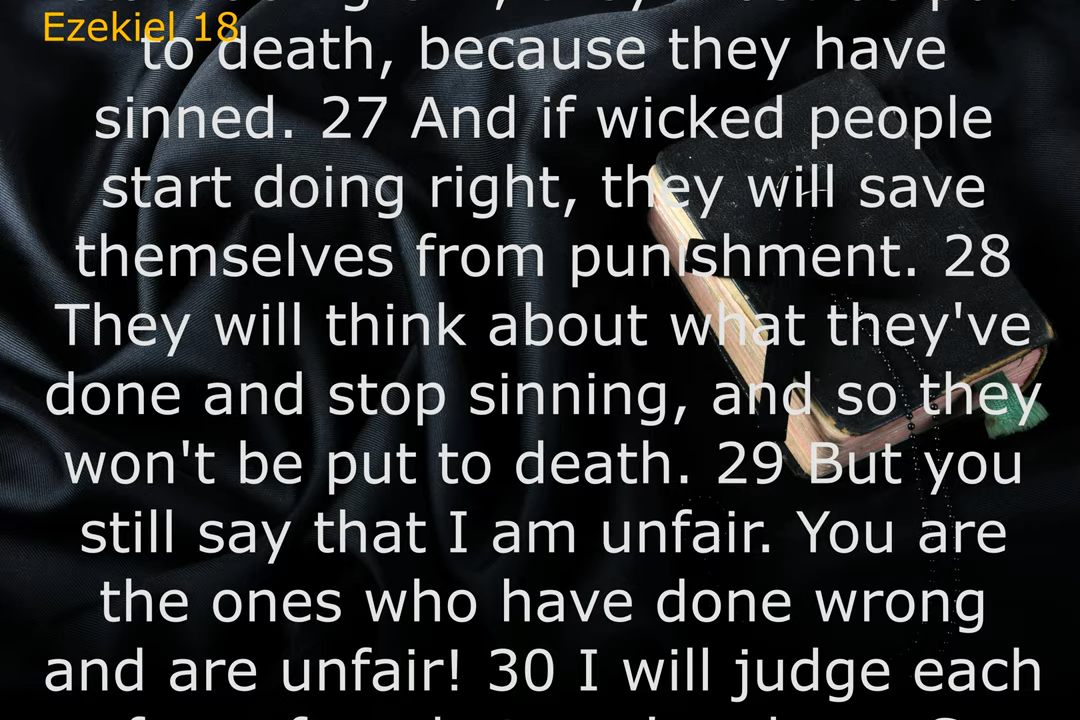 Ezekiel 18
to death, because they have
sinned. 27 And if wicked people
start doing right, they will save
themselves from punishment. 28
They will think about what they've
done and stop sinning, and so they
won't be put to death. 29 But you
still say that I am unfair. You are
the ones who have done wrong
and are unfair! 30 I will judge each